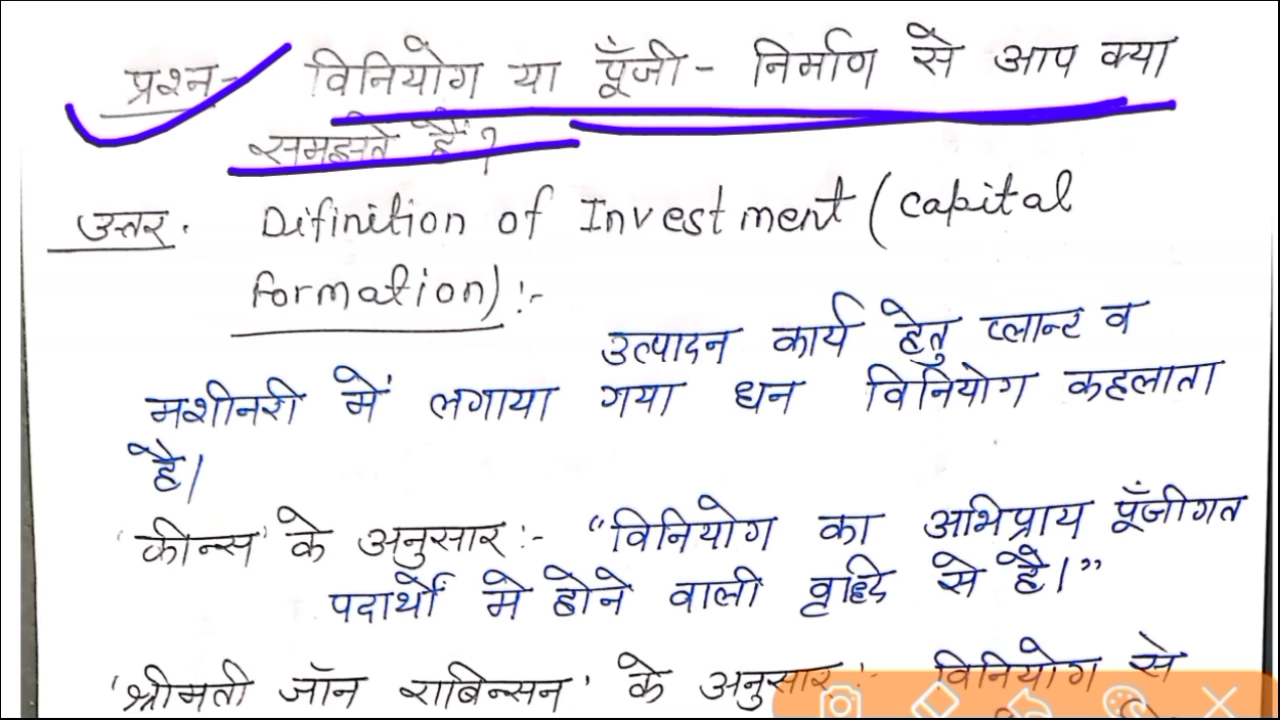 प्रश्न- विनियोग या पूँजी - निर्माण से आप क्या
समझते हैं?
उत्तर. Difinition of Investment (capital
formation) :-
उत्पादन कार्य हेतु प्लान्ट व
मशीनरी में लगाया गया धन विनियोग कहलाता
है।
'कीन्स' के अनुसार :- “विनियोग का अभिप्राय पूँजीगत
पदार्थों मे होने वाली वृद्दि से है।”
'श्रीमती जॉन राबिन्सन' के अनुसार :- विनियोग से